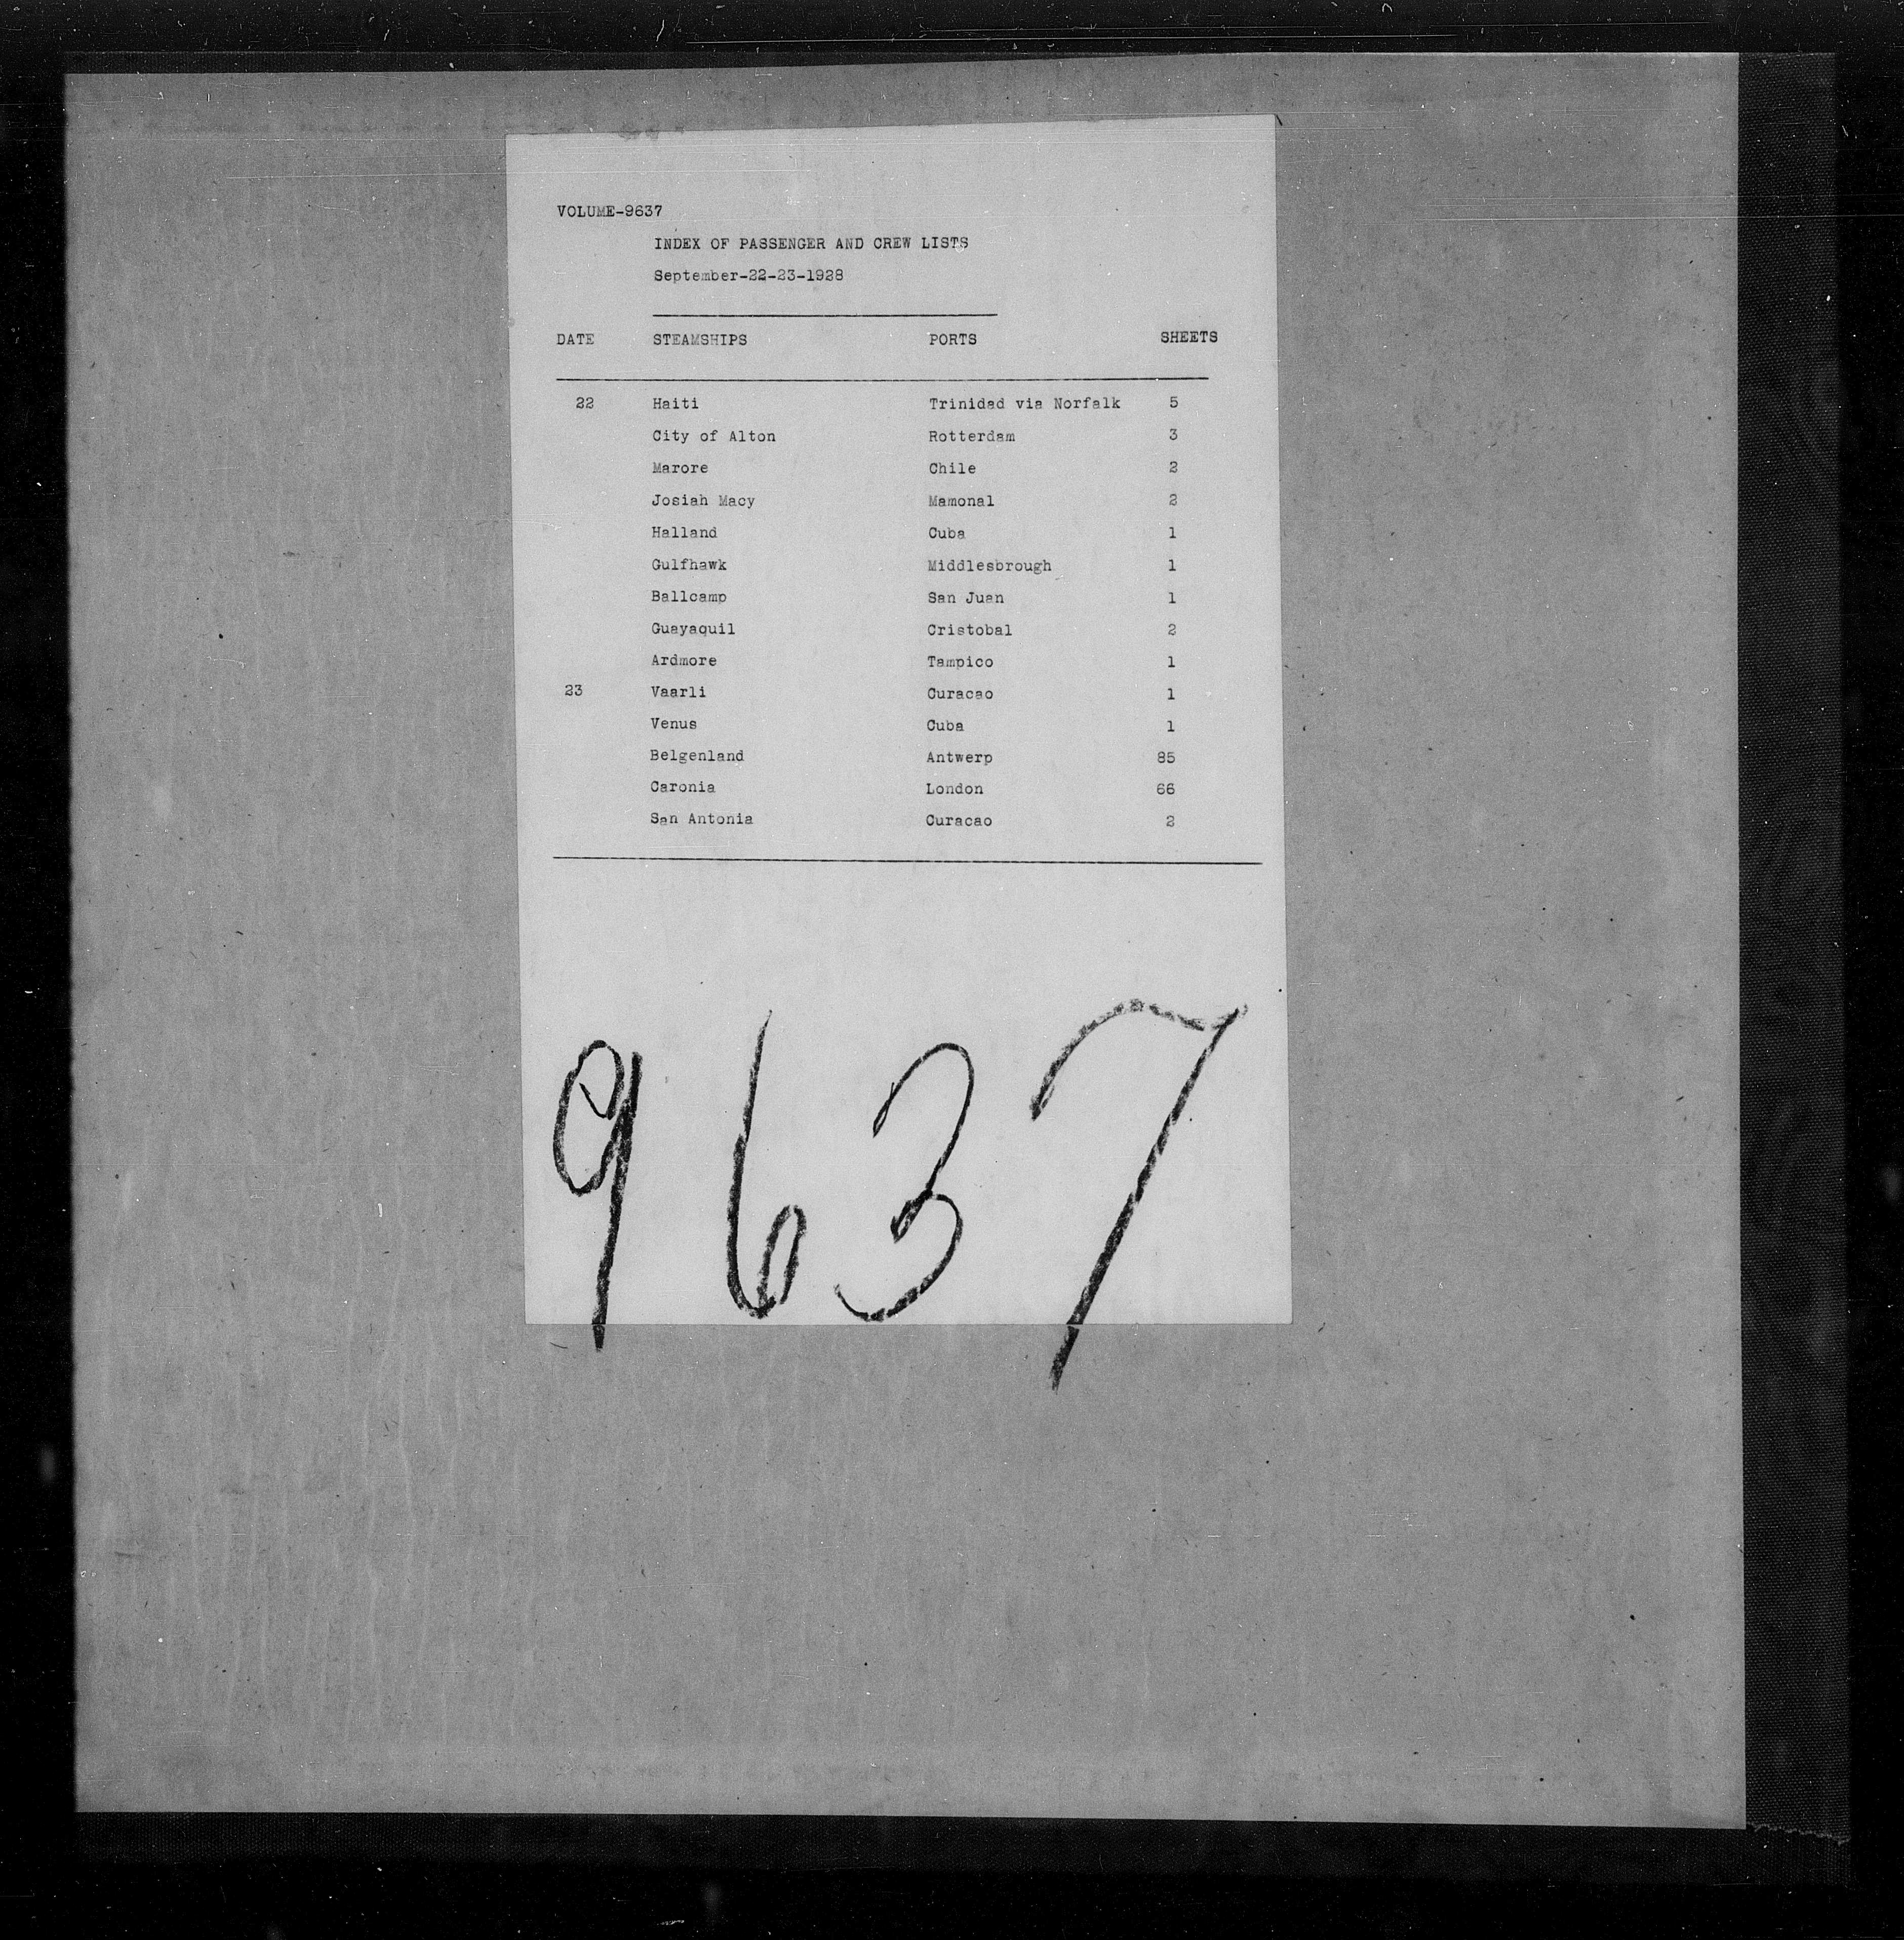 VOLUME-9637
INDEX OF PASSENGER AND CREW LISTS
September-22-23-1928
DATE STEAMSHIPS PORTS SHEETS
22 Haiti Trinidad via Norfalk 5
City of Alton Rotterdam 3
Marore Chile 2
Josiah Macy Mamonal 2
Halland Cuba 1
Gulfhawk Middlesbrough 1
Ballcamp San Juan 1
Guayaquil Cristobal 2
Ardmore Tampico 1
23 Vaarli Curacao 1
Venus Cuba 1
Belgenland Antwerp 85
Caronia London 66
San Antonia Curacao 2
9637